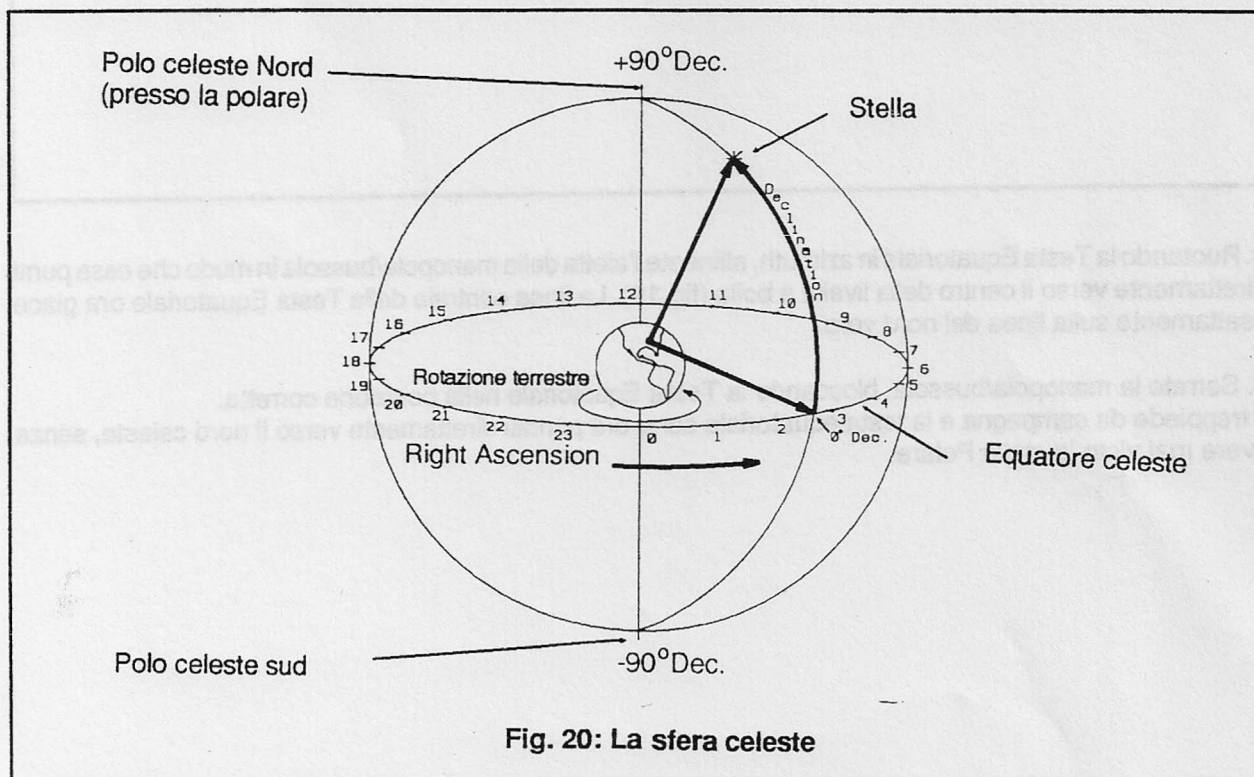 Polo celeste Nord
(presso la polare)
+90°Dec.
Stella
Declination
12
13
14
15
16
17
18
19
20
21
22
23
0
1
2
3
4
5
6
7
8
9
10
11
0° Dec.
Rotazione terrestre
Right Ascension
Equatore celeste
Polo celeste sud
-90°Dec.
Fig. 20: La sfera celeste